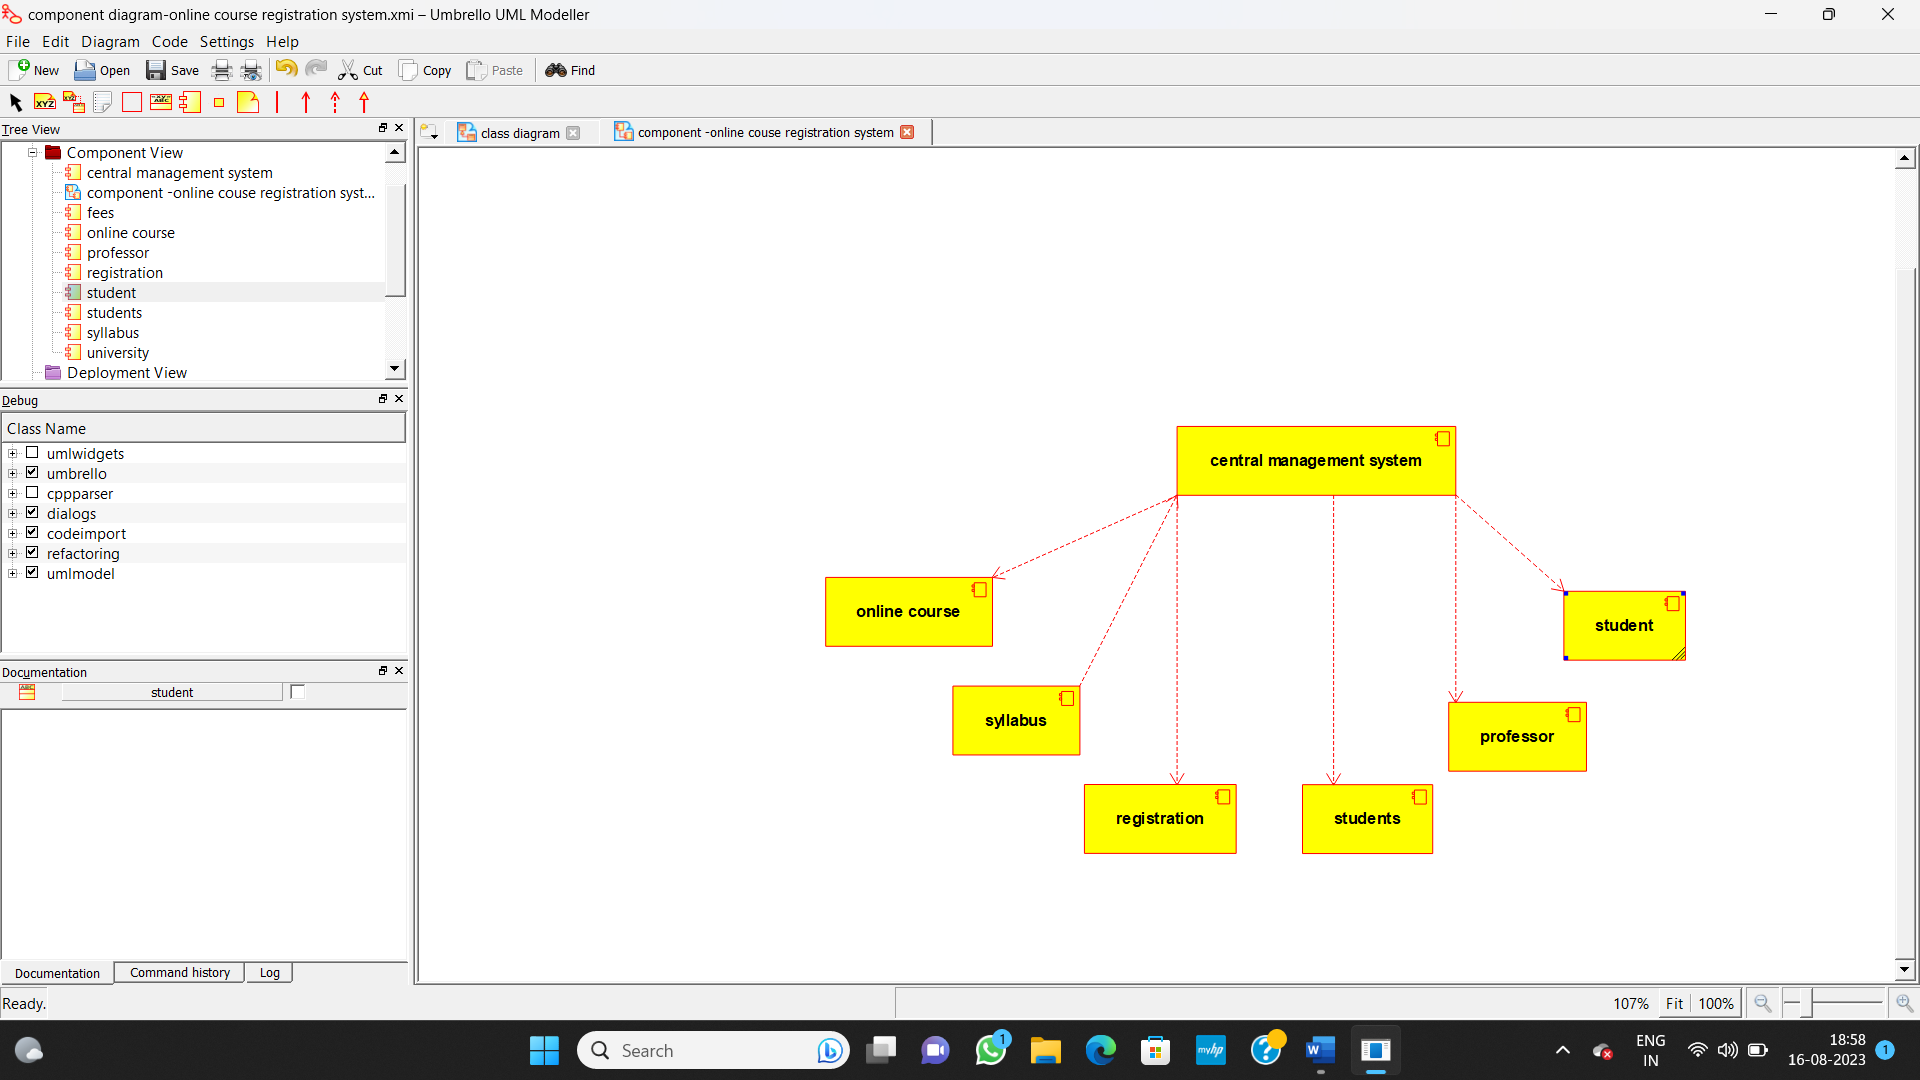 component diagram-online course registration system.xmi – Umbrello UML Modeller
File Edit Diagram Code Settings Help
New Open Save Cut Copy Paste Find
XYZ
Tree View
class diagram
component -online couse registration system
Component View
central management system
component -online couse registration syst...
fees
online course
professor
registration
student
students
syllabus
university
Deployment View
Debug
Class Name
umlwidgets
umbrello
cppparser
dialogs
codeimport
refactoring
umlmodel
Documentation
student
Documentation Command history Log
central management system
online course
student
syllabus
professor
registration
students
Ready.
107% Fit 100%
Search
1
myhp
ENG
IN
18:58
16-08-2023
1